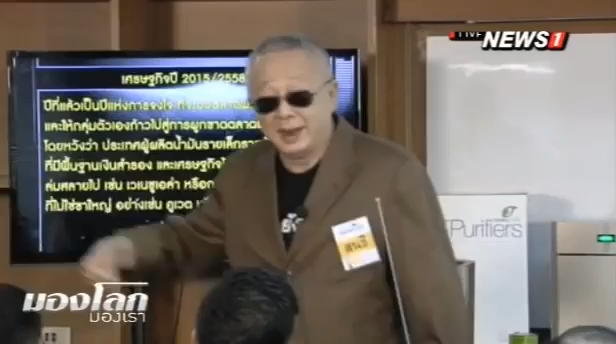 LIVE NEWS1
เศรษฐกิจปี 2015/2558
ปีที่แล้วเป็นปีแห่งการจงใจ
และให้กลุ่มตัวเองก้าวไปสู่การผูกขาดตลาด
โดยหวังว่า ประเทศผู้ผลิตน้ำมันรายเล็ก
ที่มีพื้นฐานเงินสำรอง และเศรษฐกิจ
ล่มสลายไป เช่น เวเนซูเอล่า หรือ
ที่ไม่ใช่ขาใหญ่ อย่างเช่น คูเวต
Purifiers
มองโลก
มองเรา